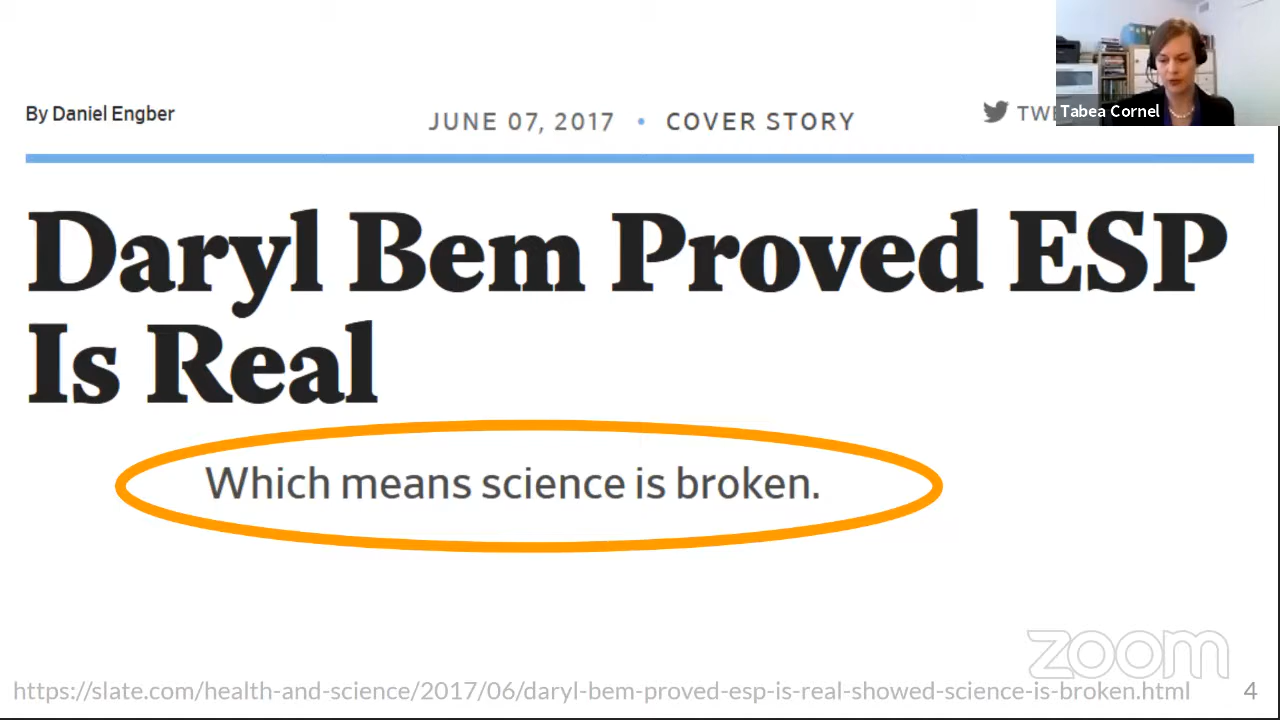 By Daniel Engber
JUNE 07, 2017 • COVER STORY
TWE
Tabea Cornel
Daryl Bem Proved ESP
Is Real
Which means science is broken.
zoom
https://slate.com/health-and-science/2017/06/daryl-bem-proved-esp-is-real-showed-science-is-broken.html
4